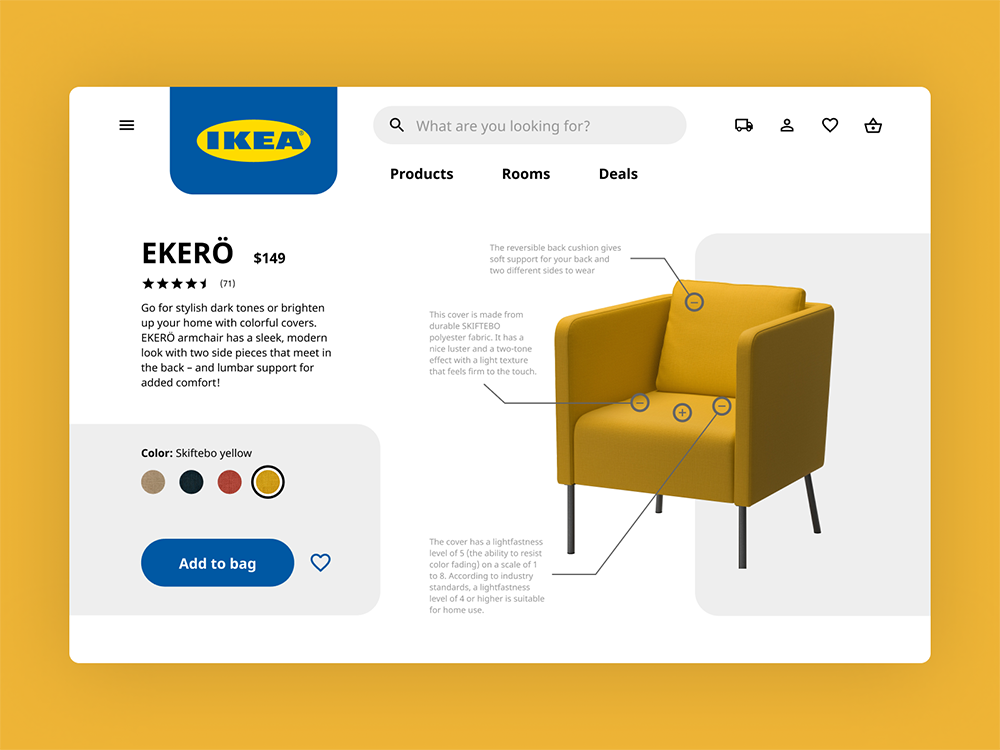 IKEA®
What are you looking for?
Products
Rooms
Deals
EKERÖ
$149
(71)
Go for stylish dark tones or brighten
up your home with colorful covers.
EKERÖ armchair has a sleek, modern
look with two side pieces that meet in
the back – and lumbar support for
added comfort!
Color: Skiftebo yellow
Add to bag
The reversible back cushion gives
soft support for your back and
two different sides to wear
This cover is made from
durable SKIFTEBO
polyester fabric. It has a
nice luster and a two-tone
effect with a light texture
that feels firm to the touch.
The cover has a lightfastness
level of 5 (the ability to resist
color fading) on a scale of 1
to 8. According to industry
standards, a lightfastness
level of 4 or higher is suitable
for home use.